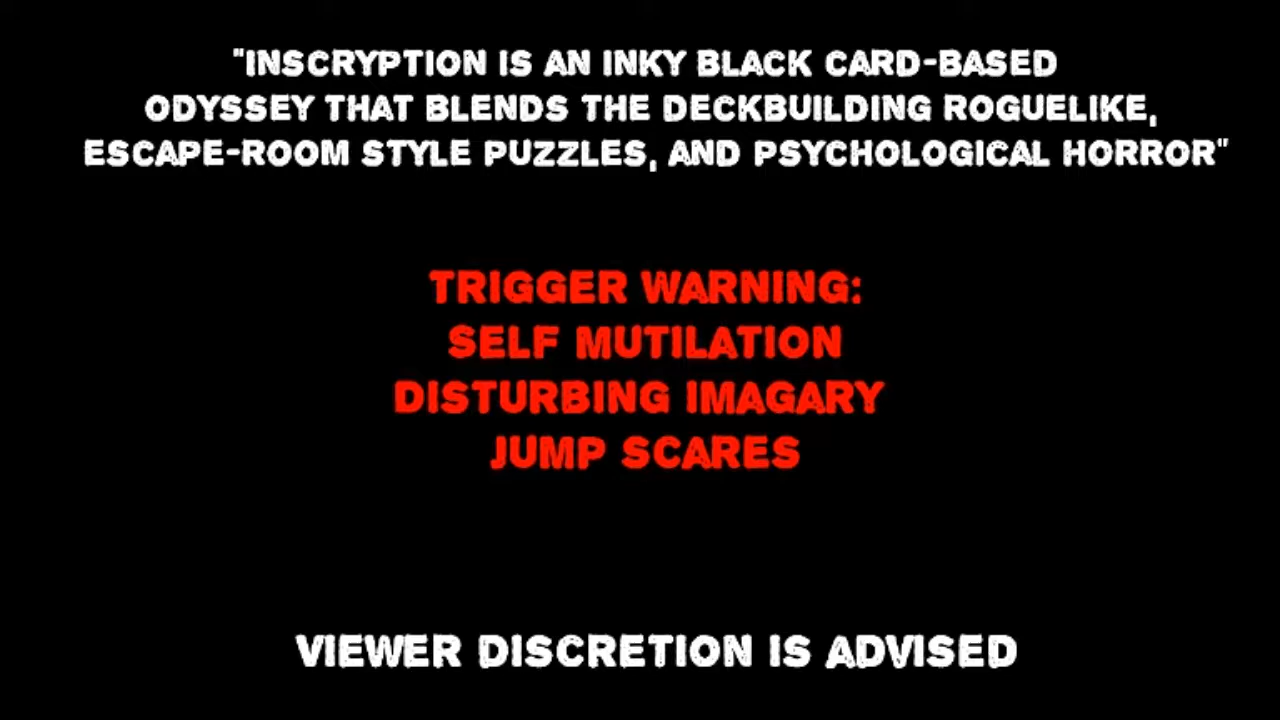 "INSCRYPTION IS AN INKY BLACK CARD-BASED
ODYSSEY THAT BLENDS THE DECKBUILDING ROGUELIKE,
ESCAPE-ROOM STYLE PUZZLES, AND PSYCHOLOGICAL HORROR"
TRIGGER WARNING:
SELF MUTILATION
DISTURBING IMAGARY
JUMP SCARES
VIEWER DISCRETION IS ADVISED